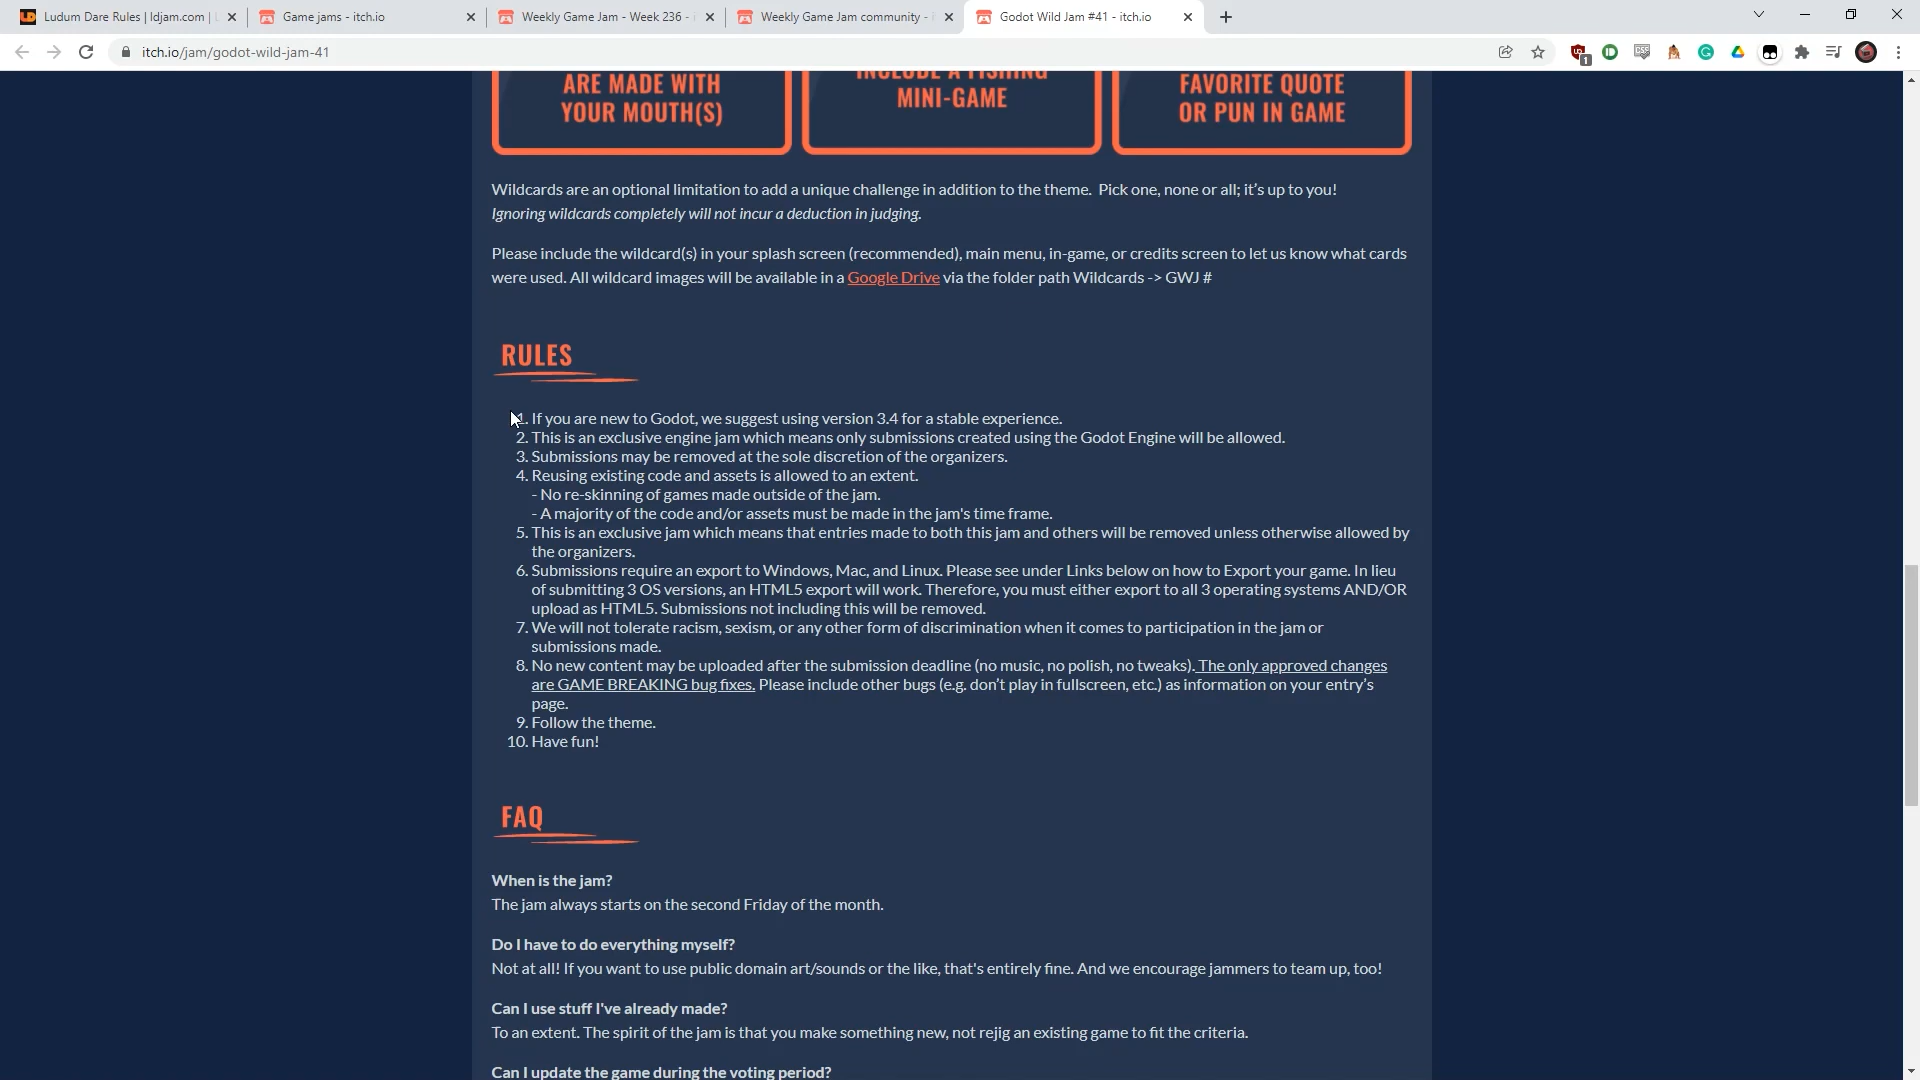 Ludum Dare Rules | ldjam.com |
Game jams - itch.io
Weekly Game Jam - Week 236 -
Weekly Game Jam community -
Godot Wild Jam #41 - itch.io
itch.io/jam/godot-wild-jam-41
1
ARE MADE WITH
YOUR MOUTH(S)
INCLUDE A FISHING
MINI-GAME
FAVORITE QUOTE
OR PUN IN GAME
Wildcards are an optional limitation to add a unique challenge in addition to the theme.  Pick one, none or all; it's up to you!
Ignoring wildcards completely will not incur a deduction in judging.
Please include the wildcard(s) in your splash screen (recommended), main menu, in-game, or credits screen to let us know what cards
were used. All wildcard images will be available in a Google Drive via the folder path Wildcards -> GWJ #
RULES
1. If you are new to Godot, we suggest using version 3.4 for a stable experience.
2. This is an exclusive engine jam which means only submissions created using the Godot Engine will be allowed.
3. Submissions may be removed at the sole discretion of the organizers.
4. Reusing existing code and assets is allowed to an extent.
- No re-skinning of games made outside of the jam.
- A majority of the code and/or assets must be made in the jam's time frame.
5. This is an exclusive jam which means that entries made to both this jam and others will be removed unless otherwise allowed by
the organizers.
6. Submissions require an export to Windows, Mac, and Linux. Please see under Links below on how to Export your game. In lieu
of submitting 3 OS versions, an HTML5 export will work. Therefore, you must either export to all 3 operating systems AND/OR
upload as HTML5. Submissions not including this will be removed.
7. We will not tolerate racism, sexism, or any other form of discrimination when it comes to participation in the jam or
submissions made.
8. No new content may be uploaded after the submission deadline (no music, no polish, no tweaks). The only approved changes
are GAME BREAKING bug fixes. Please include other bugs (e.g. don't play in fullscreen, etc.) as information on your entry's
page.
9. Follow the theme.
10. Have fun!
FAQ
When is the jam?
The jam always starts on the second Friday of the month.
Do I have to do everything myself?
Not at all! If you want to use public domain art/sounds or the like, that's entirely fine. And we encourage jammers to team up, too!
Can I use stuff I've already made?
To an extent. The spirit of the jam is that you make something new, not rejig an existing game to fit the criteria.
Can I update the game during the voting period?